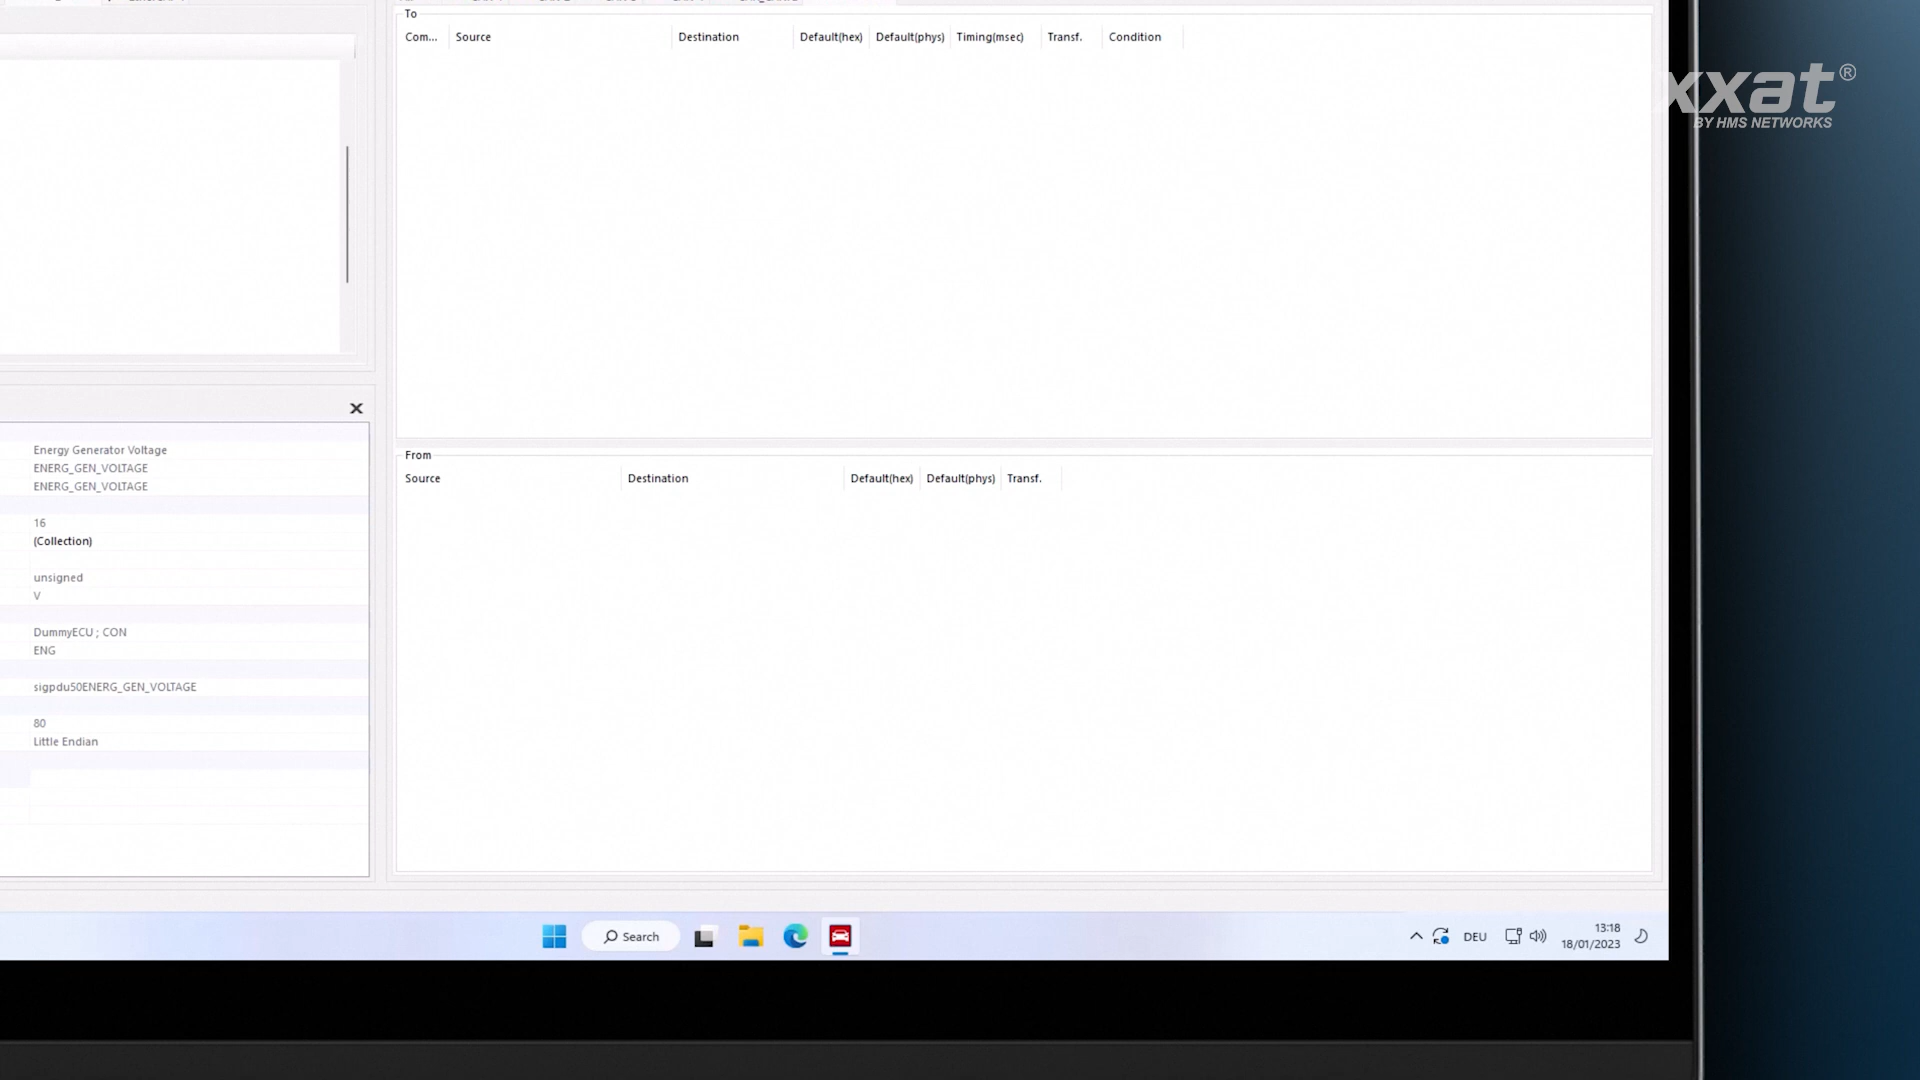 To
Com... Source Destination Default(hex) Default(phys) Timing(msec) Transf. Condition
xxat®
BY HMS NETWORKS
Energy Generator Voltage
ENERG_GEN_VOLTAGE
ENERG_GEN_VOLTAGE
16
(Collection)
unsigned
V
DummyECU ; CON
ENG
sigpdu50ENERG_GEN_VOLTAGE
80
Little Endian
From
Source Destination Default(hex) Default(phys) Transf.
Search
DEU
13:18
18/01/2023